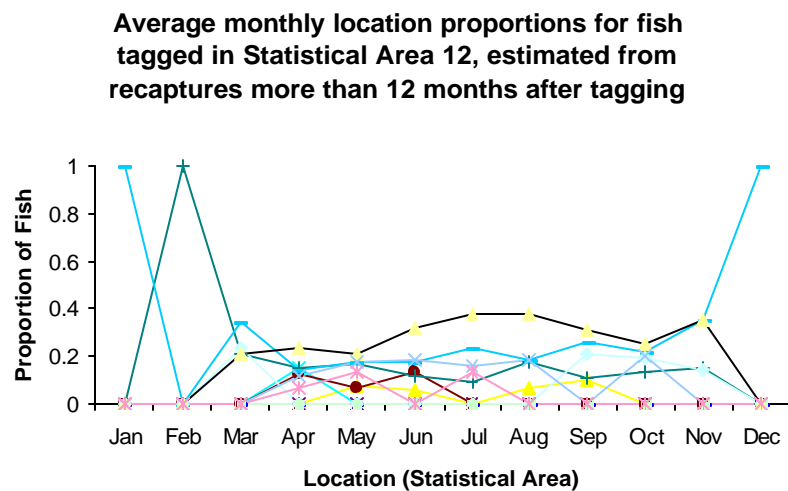 Average monthly location proportions for fish
tagged in Statistical Area 12, estimated from
recaptures more than 12 months after tagging
1
0.8
0.6
0.4
0.2
0
Proportion of Fish
Jan Feb Mar Apr May Jun Jul Aug Sep Oct Nov Dec
Location (Statistical Area)